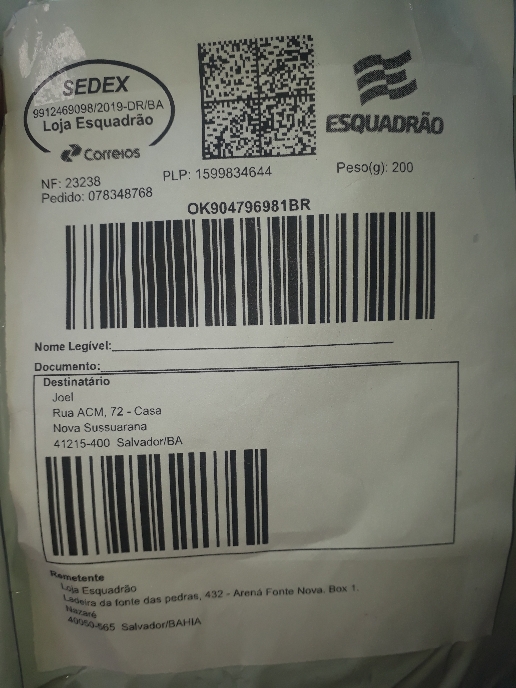 SEDEX
9912469098/2019-DR/BA
Loja Esquadrão
Correios
ESQUADRÃO
NF: 23238
PLP: 1599834644
Peso(g): 200
Pedido: 078348768
OK904796981BR
Nome Legível:
Documento:
Destinatário
Joel
Rua ACM, 72 - Casa
Nova Sussuarana
41215-400 Salvador/BA
Remetente
Loja Esquadrão
Ladeira da fonte das pedras, 432 - Arená Fonte Nova. Box 1.
Nazaré
40050-565 Salvador/BAHIA